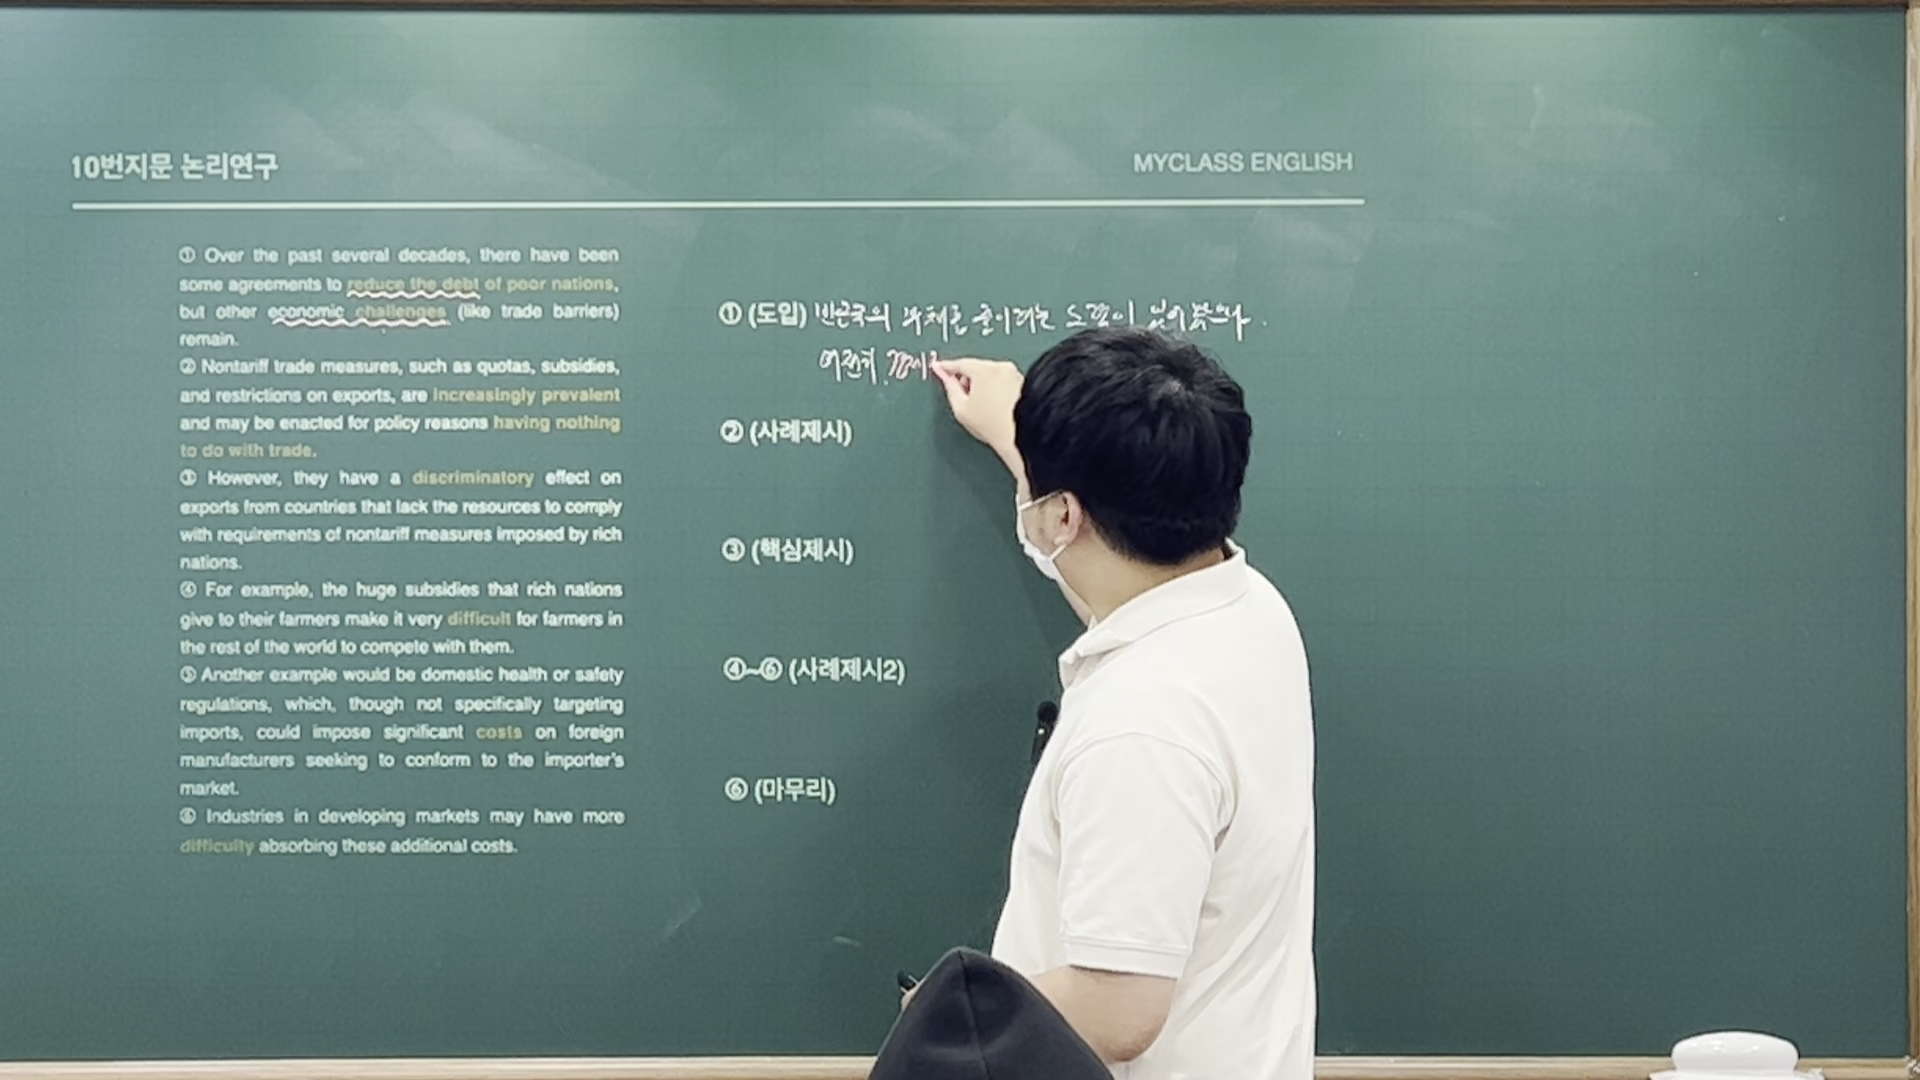 10번지문 논리연구
MYCLASS ENGLISH
① Over the past several decades, there have been
some agreements to reduce the debt of poor nations,
but other economic challenges (like trade barriers)
remain.
② Nontariff trade measures, such as quotas, subsidies,
and restrictions on exports, are increasingly prevalent
and may be enacted for policy reasons having nothing
to do with trade.
③ However, they have a discriminatory effect on
exports from countries that lack the resources to comply
with requirements of nontariff measures imposed by rich
nations.
④ For example, the huge subsidies that rich nations
give to their farmers make it very difficult for farmers in
the rest of the world to compete with them.
⑤ Another example would be domestic health or safety
regulations, which, though not specifically targeting
imports, could impose significant costs on foreign
manufacturers seeking to conform to the importer's
market.
⑥ Industries in developing markets may have more
difficulty absorbing these additional costs.
① (도입) 빈곤국의 부채를 줄이려는 노력이 있어 왔으나.
여전히 경제
② (사례제시)
③ (핵심제시)
④~⑥ (사례제시2)
⑥ (마무리)